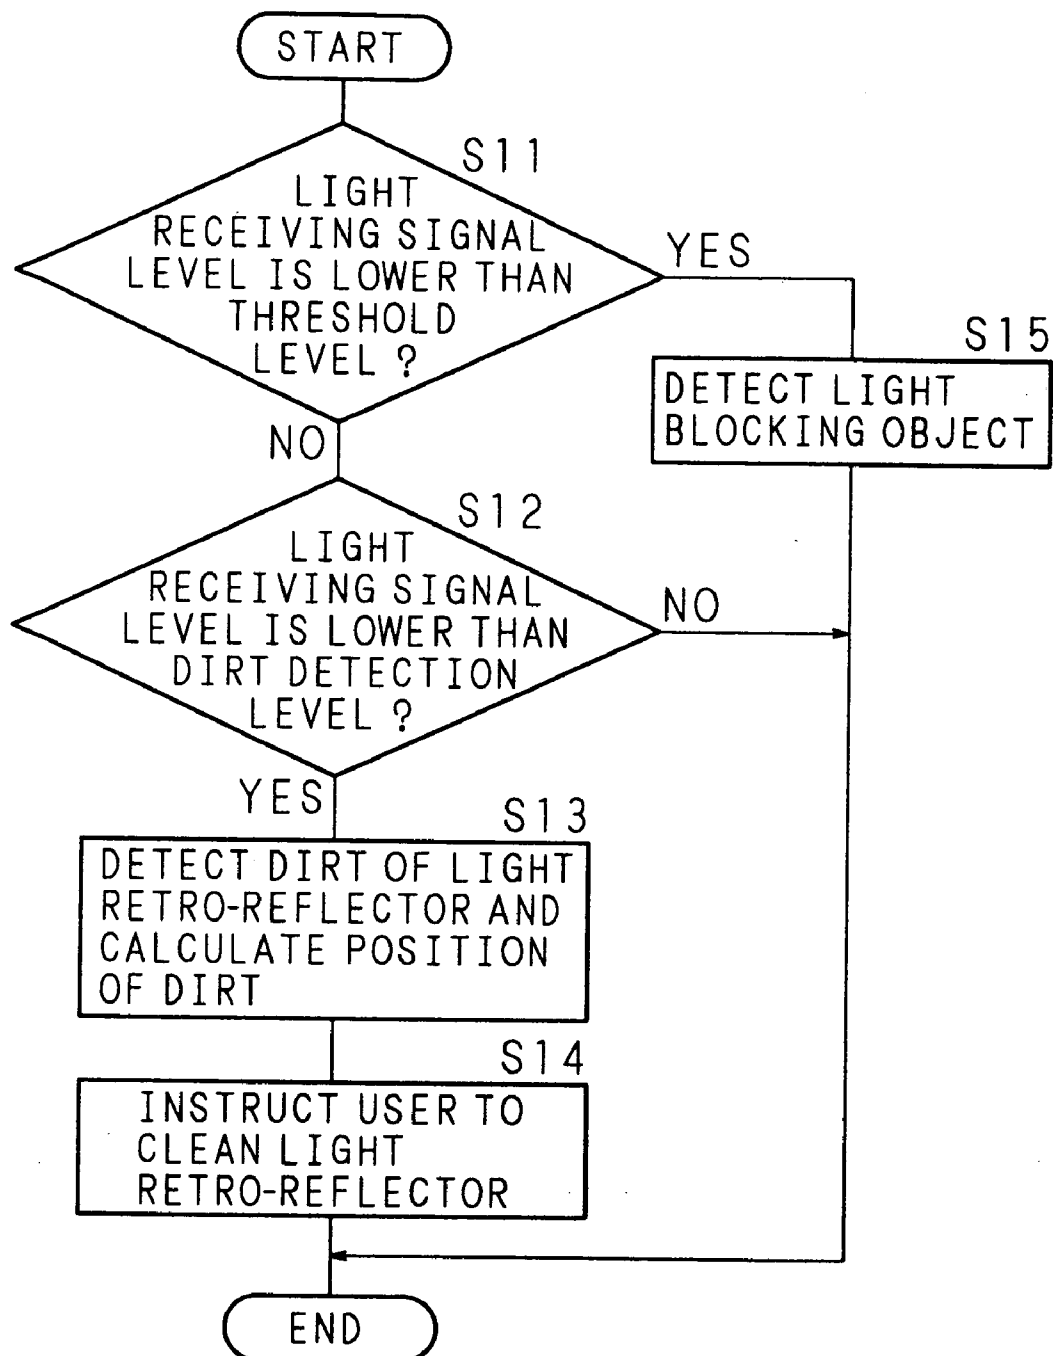 START
S11
LIGHT
RECEIVING SIGNAL
LEVEL IS LOWER THAN
THRESHOLD
LEVEL ?
YES
S15
DETECT LIGHT
BLOCKING OBJECT
NO
S12
LIGHT
RECEIVING SIGNAL
LEVEL IS LOWER THAN
DIRT DETECTION
LEVEL ?
NO
YES
S13
DETECT DIRT OF LIGHT
RETRO-REFLECTOR AND
CALCULATE POSITION
OF DIRT
S14
INSTRUCT USER TO
CLEAN LIGHT
RETRO-REFLECTOR
END